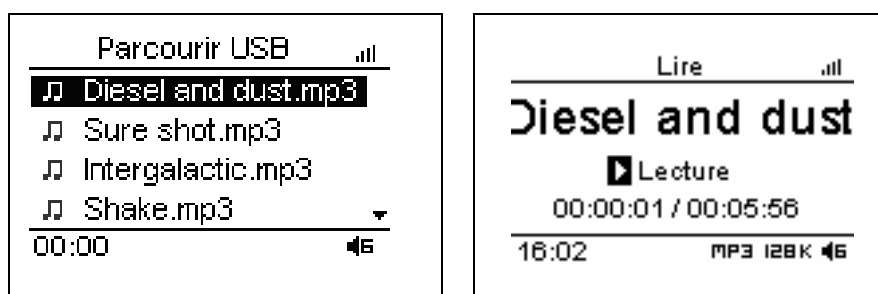 Parcourir USB
Diesel and dust.mp3
Sure shot.mp3
Intergalactic.mp3
Shake.mp3
00:00 6
Lire
Diesel and dust
Lecture
00:00:01 / 00:05:56
16:02 MP3 128K 6